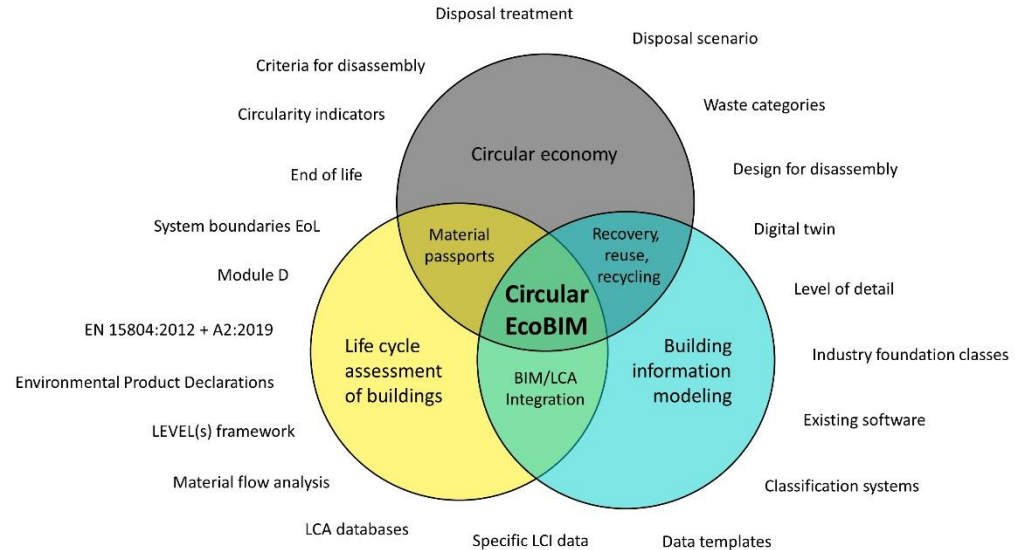 Disposal treatment
Disposal scenario
Criteria for disassembly
Waste categories
Circularity indicators
Circular economy
Design for disassembly
End of life
System boundaries EoL
Digital twin
Material
passports
Recovery,
reuse,
recycling
Module D
Level of detail
Circular
EcoBIM
EN 15804:2012 + A2:2019
Life cycle
assessment
of buildings
Building
information
modeling
Industry foundation classes
BIM/LCA
Integration
Environmental Product Declarations
Existing software
LEVEL(s) framework
Material flow analysis
Classification systems
LCA databases
Specific LCI data
Data templates